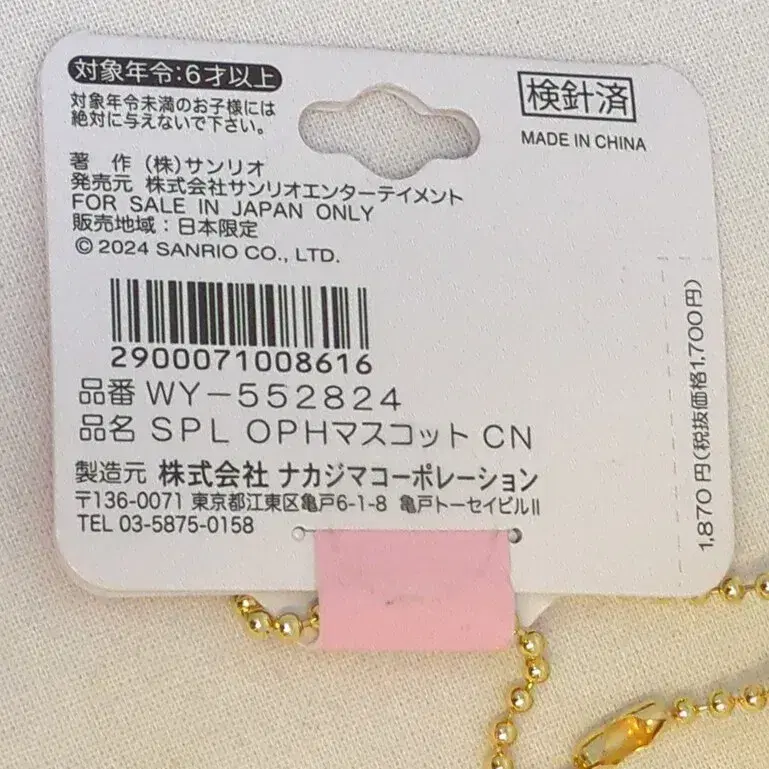 対象年令:6才以上
対象年令未満のお子様には
絶対に与えないで下さい。
検針済
MADE IN CHINA
著 作 (株)サンリオ
発売元 株式会社サンリオエンターテイメント
FOR SALE IN JAPAN ONLY
販売地域:日本限定
© 2024 SANRIO CO., LTD.
2900071008616
品番 WY-552824
品名 SPL OPHマスコット CN
製造元 株式会社 ナカジマコーポレーション
〒136-0071 東京都江東区亀戸6-1-8 亀戸トーセイビルⅡ
TEL 03-5875-0158
1,870円(税抜価格1,700円)